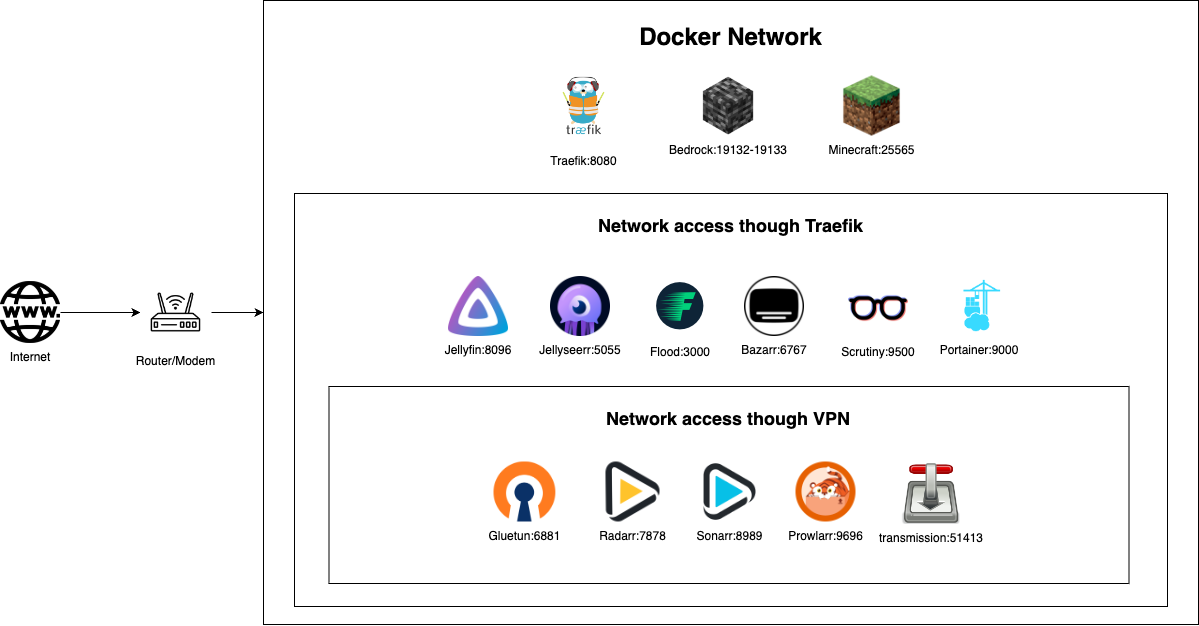 Docker Network
træfik
Traefik:8080
Bedrock:19132-19133
Minecraft:25565
Network access though Traefik
WWW.
Internet
Router/Modem
Jellyfin:8096
Jellyseerr:5055
Flood:3000
Bazarr:6767
Scrutiny:9500
Portainer:9000
Network access though VPN
Gluetun:6881
Radarr:7878
Sonarr:8989
Prowlarr:9696
transmission:51413